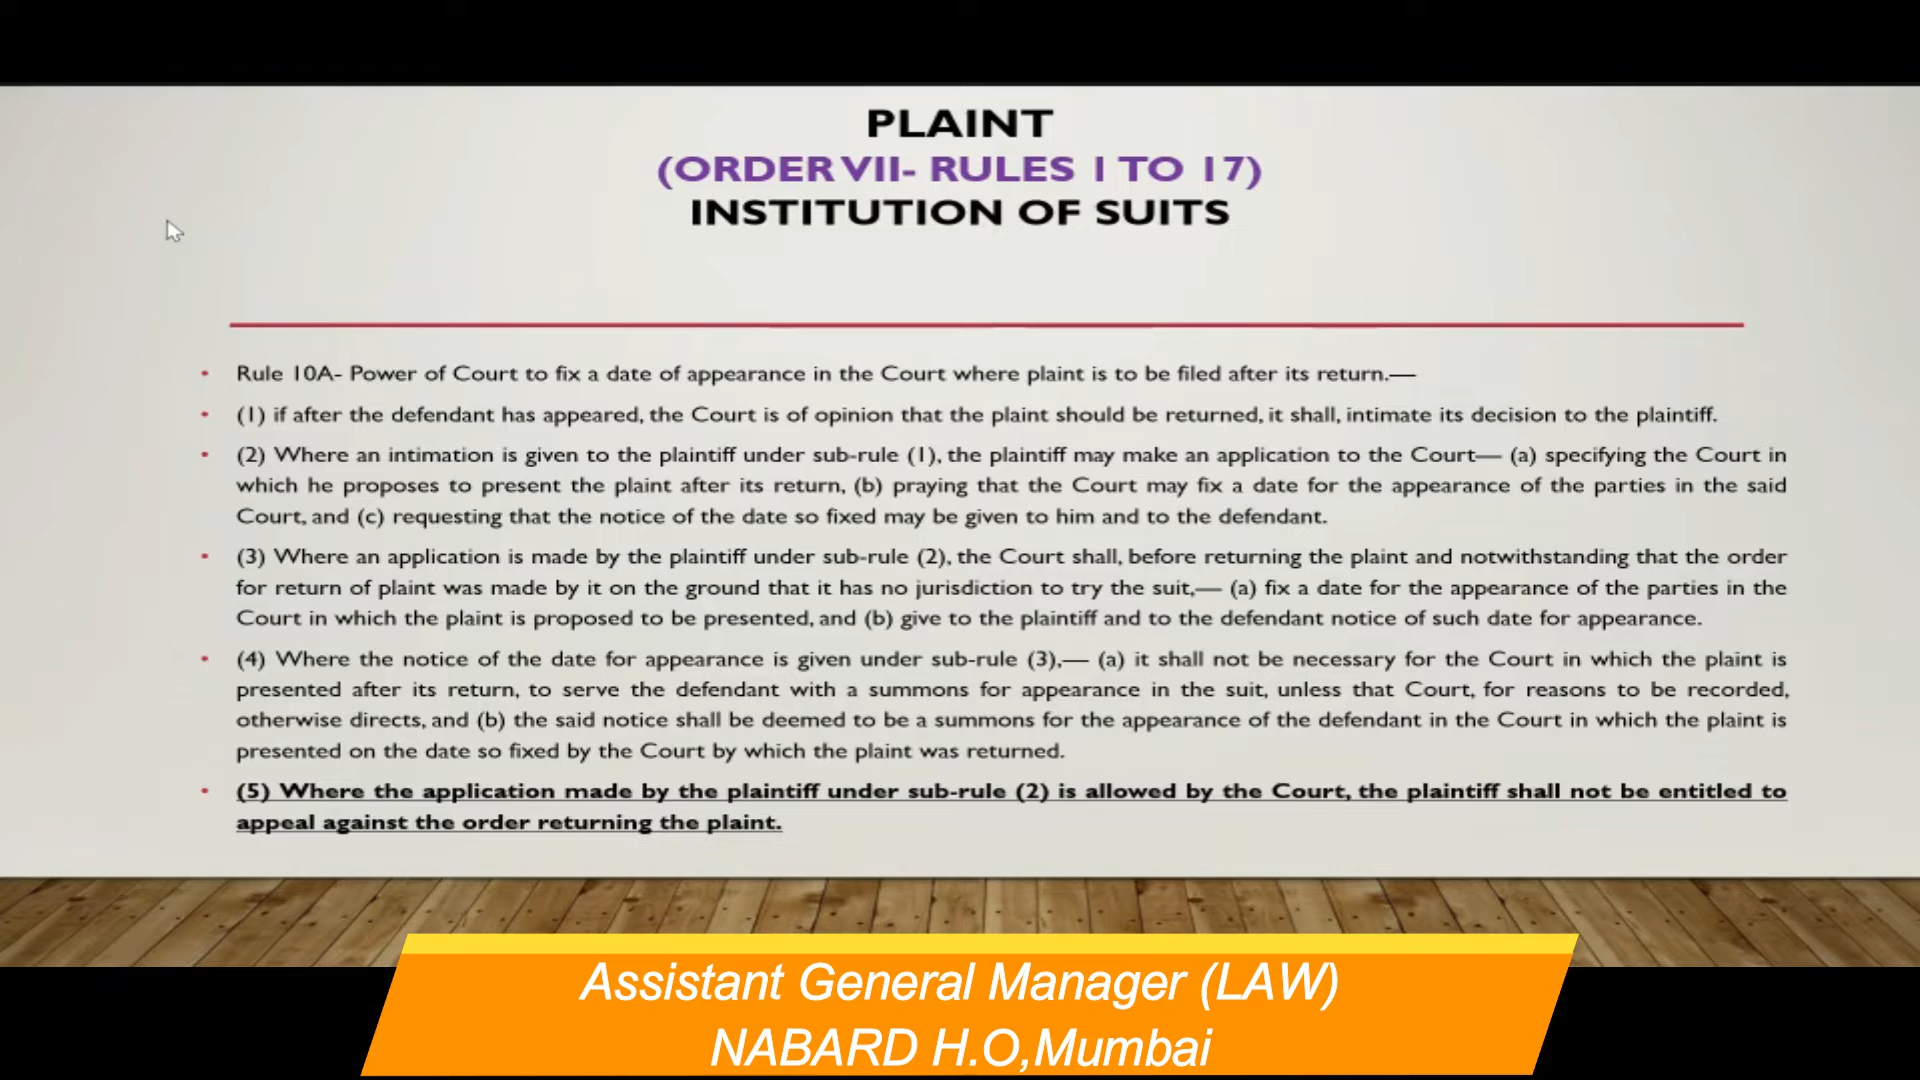 PLAINT
(ORDER VII- RULES 1 TO 17)
INSTITUTION OF SUITS
• Rule 10A- Power of Court to fix a date of appearance in the Court where plaint is to be filed after its return.—
• (1) if after the defendant has appeared, the Court is of opinion that the plaint should be returned, it shall, intimate its decision to the plaintiff.
• (2) Where an intimation is given to the plaintiff under sub-rule (1), the plaintiff may make an application to the Court— (a) specifying the Court in
which he proposes to present the plaint after its return, (b) praying that the Court may fix a date for the appearance of the parties in the said
Court, and (c) requesting that the notice of the date so fixed may be given to him and to the defendant.
• (3) Where an application is made by the plaintiff under sub-rule (2), the Court shall, before returning the plaint and notwithstanding that the order
for return of plaint was made by it on the ground that it has no jurisdiction to try the suit,— (a) fix a date for the appearance of the parties in the
Court in which the plaint is proposed to be presented, and (b) give to the plaintiff and to the defendant notice of such date for appearance.
• (4) Where the notice of the date for appearance is given under sub-rule (3),— (a) it shall not be necessary for the Court in which the plaint is
presented after its return, to serve the defendant with a summons for appearance in the suit, unless that Court, for reasons to be recorded,
otherwise directs, and (b) the said notice shall be deemed to be a summons for the appearance of the defendant in the Court in which the plaint is
presented on the date so fixed by the Court by which the plaint was returned.
• (5) Where the application made by the plaintiff under sub-rule (2) is allowed by the Court, the plaintiff shall not be entitled to
appeal against the order returning the plaint.
Assistant General Manager (LAW)
NABARD H.O,Mumbai